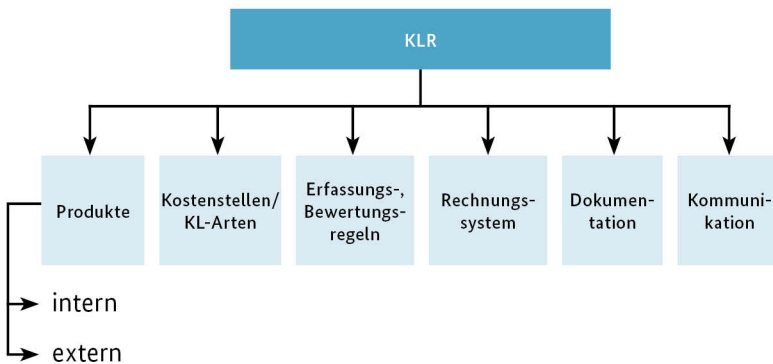 KLR
Produkte
Kostenstellen/
KL-Arten
Erfassungs-,
Bewertungs-
regeln
Rechnungs-
system
Dokumen-
tation
Kommuni-
kation
intern
extern